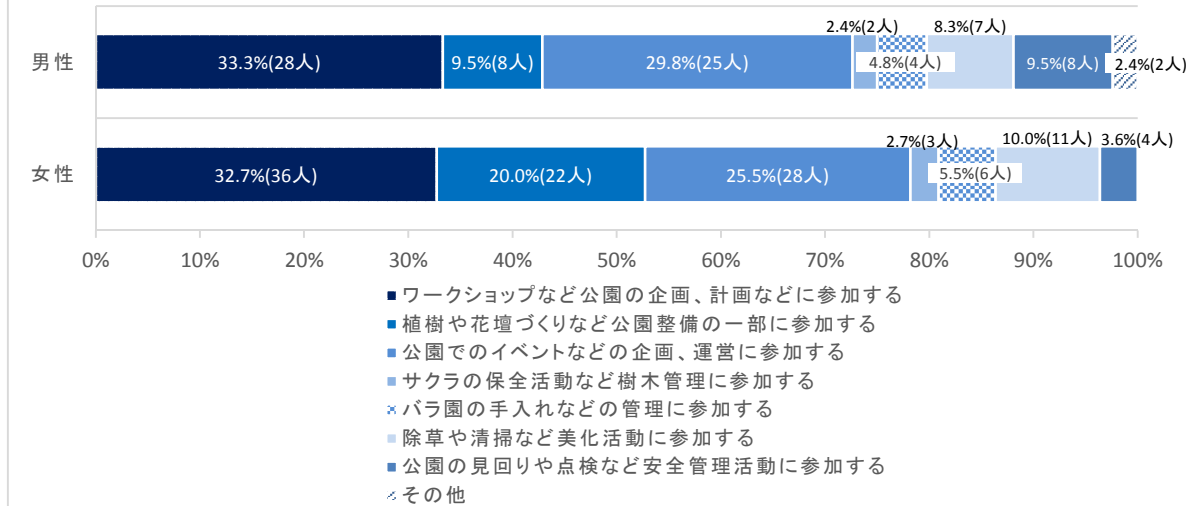 2.4%(2人) 8.3%(7人)
男性 33.3%(28人) 9.5%(8人) 29.8%(25人) 4.8%(4人) 9.5%(8人) 2.4%(2人)
2.7%(3人) 10.0%(11人) 3.6%(4人)
女性 32.7%(36人) 20.0%(22人) 25.5%(28人) 5.5%(6人)
0% 10% 20% 30% 40% 50% 60% 70% 80% 90% 100%
ワークショップなど公園の企画、計画などに参加する
植樹や花壇づくりなど公園整備の一部に参加する
公園でのイベントなどの企画、運営に参加する
サクラの保全活動など樹木管理に参加する
バラ園の手入れなどの管理に参加する
除草や清掃など美化活動に参加する
公園の見回りや点検など安全管理活動に参加する
その他